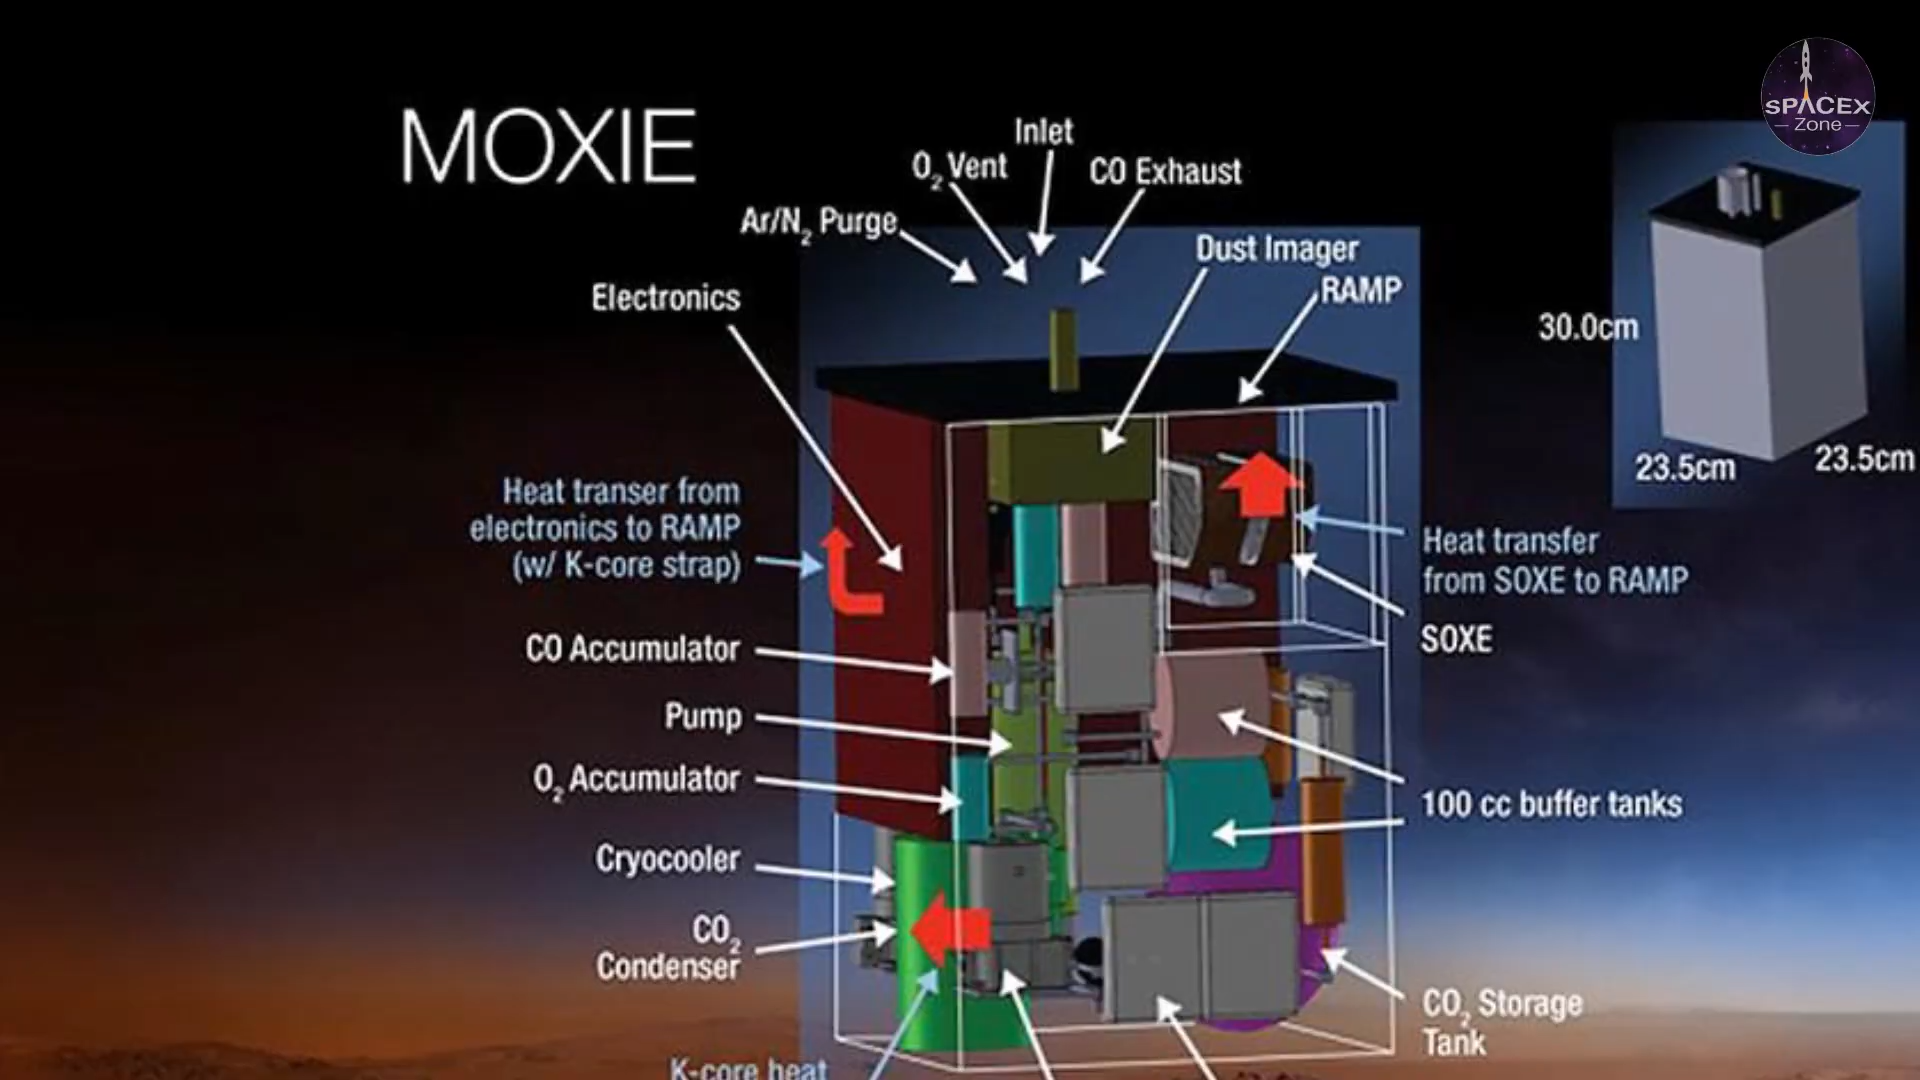 MOXIE
SPACEX
Zone
Inlet
O₂ Vent
CO Exhaust
Ar/N₂ Purge
Dust Imager
RAMP
Electronics
30.0cm
23.5cm
23.5cm
Heat transer from
electronics to RAMP
(w/ K-core strap)
Heat transfer
from SOXE to RAMP
SOXE
CO Accumulator
Pump
O₂ Accumulator
100 cc buffer tanks
Cryocooler
CO₂
Condenser
CO₂ Storage
Tank
K-core heat